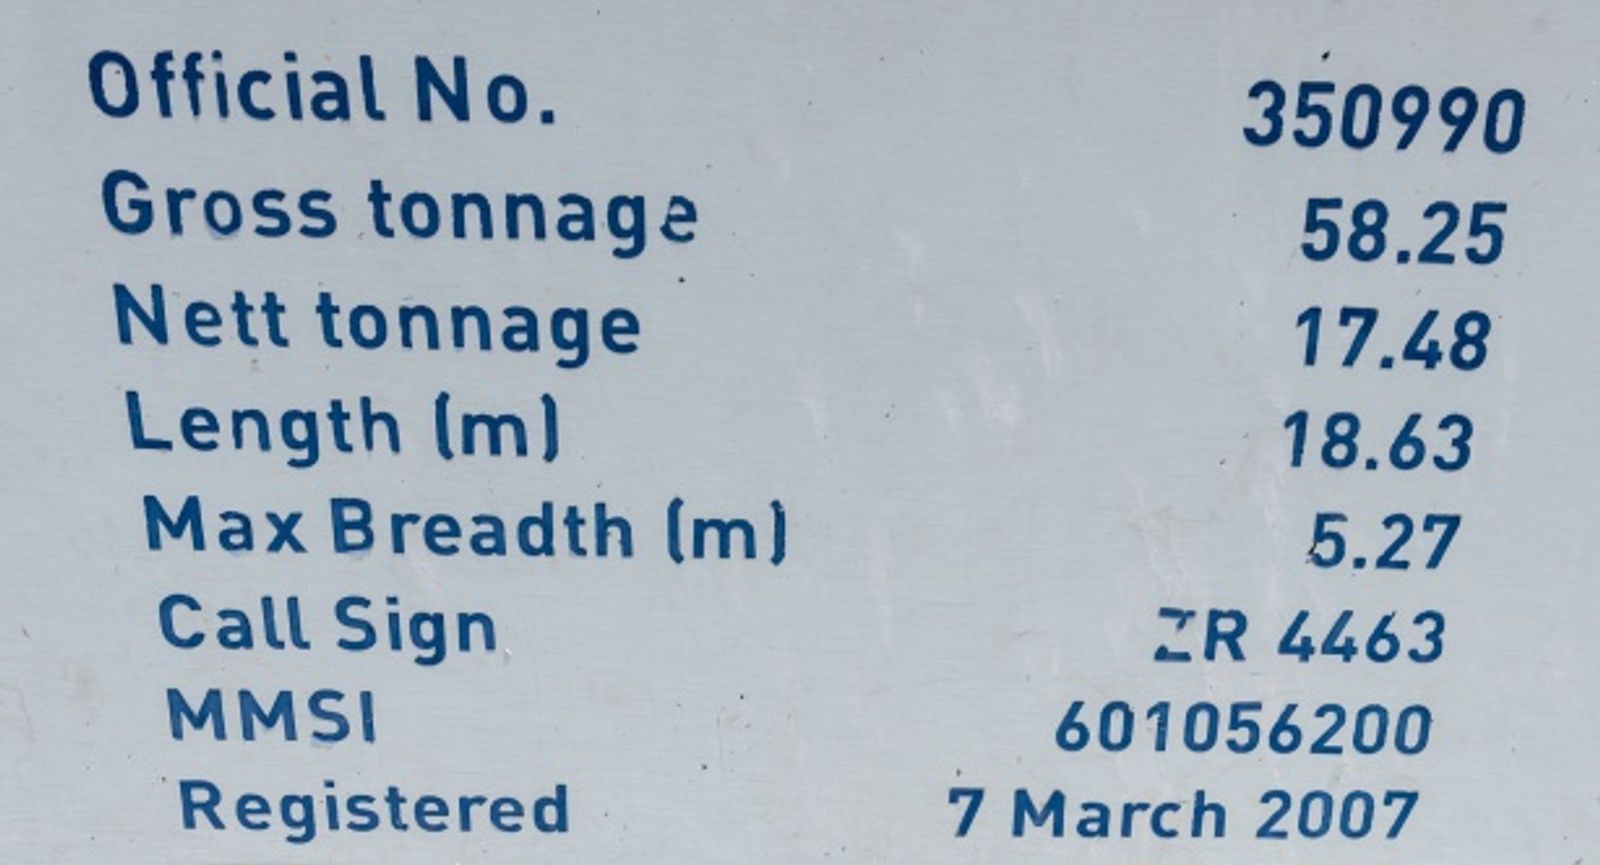 Official No. 350990
Gross tonnage 58.25
Nett tonnage 17.48
Length (m) 18.63
Max Breadth (m) 5.27
Call Sign ZR 4463
MMSI 601056200
Registered 7 March 2007